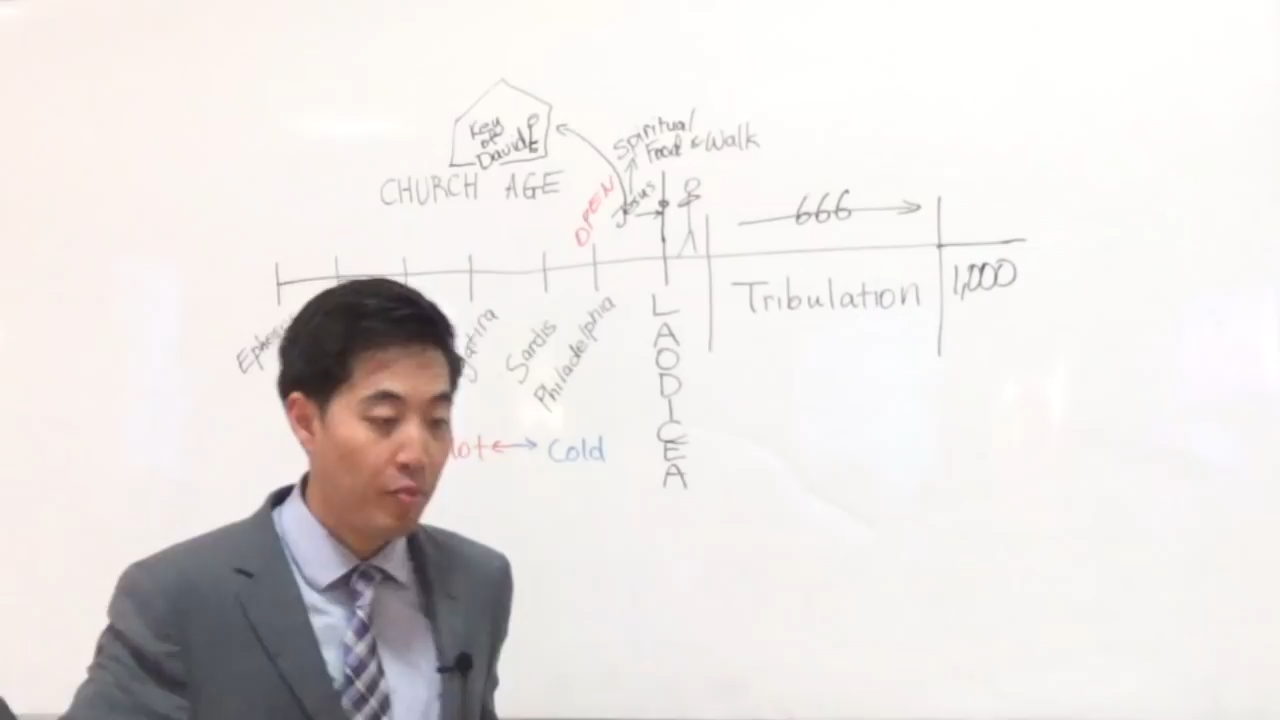 Key
of
David
CHURCH AGE
OPEN
Spiritual
Food & Walk
Jesus
666
Sardis
Philadelphia
LAODICEA
Tribulation
1,000
Cold